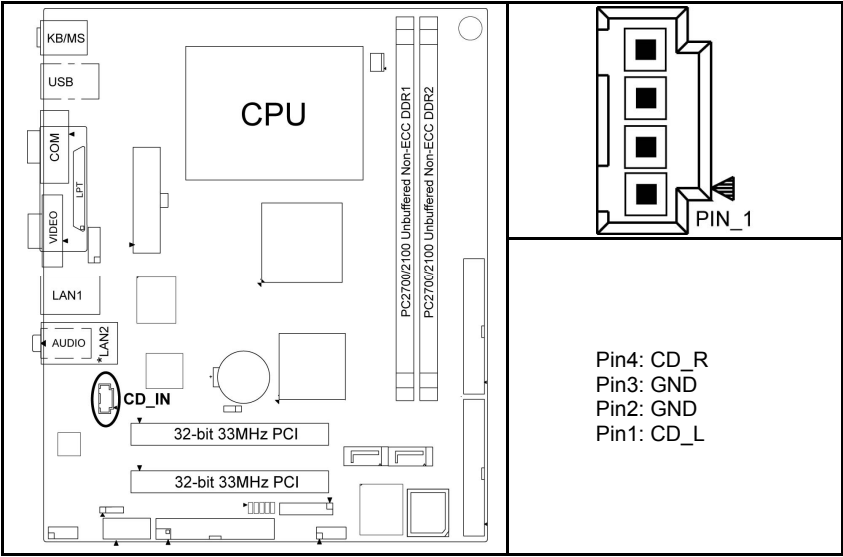 KB/MS
USB
COM
LPT
VIDEO
LAN1
AUDIO
*LAN2
CD_IN
CPU
PC2700/2100 Unbuffered Non-ECC DDR1
PC2700/2100 Unbuffered Non-ECC DDR2
32-bit 33MHz PCI
32-bit 33MHz PCI
PIN_1
Pin4: CD_R
Pin3: GND
Pin2: GND
Pin1: CD_L